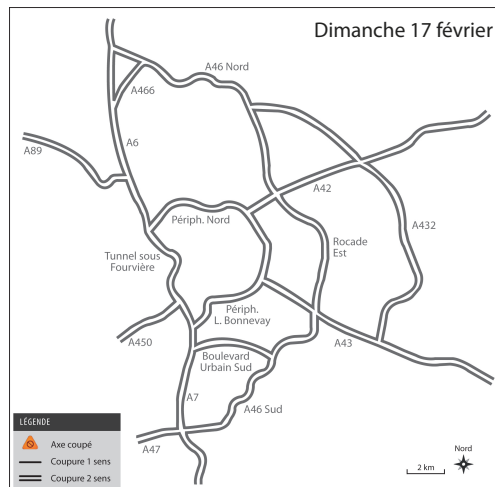 Dimanche 17 février
A46 Nord
A466
A6
A89
A42
Périph. Nord
A432
Rocade
Est
Tunnel sous
Fourvière
Périph.
L. Bonnevay
A450
A43
Boulevard
Urbain Sud
A7
A46 Sud
A47
LÉGENDE
Axe coupé
Coupure 1 sens
Coupure 2 sens
2 km
Nord